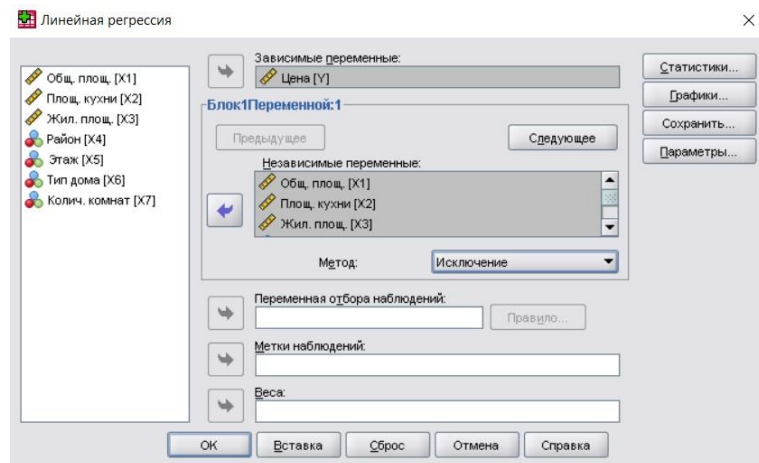 Линейная регрессия
Общ. площ. [X1]
Площ. кухни [X2]
Жил. площ. [X3]
Район [X4]
Этаж [X5]
Тип дома [X6]
Колич. комнат [X7]
Зависимые переменные:
Цена [Y]
Блок1Переменной:1
Предыдущее
Следующее
Независимые переменные:
Общ. площ. [X1]
Площ. кухни [X2]
Жил. площ. [X3]
Метод:
Исключение
Переменная отбора наблюдений:
Правило...
Метки наблюдений:
Веса:
Статистики...
Графики...
Сохранить...
Параметры...
ОК
Вставка
Сброс
Отмена
Справка